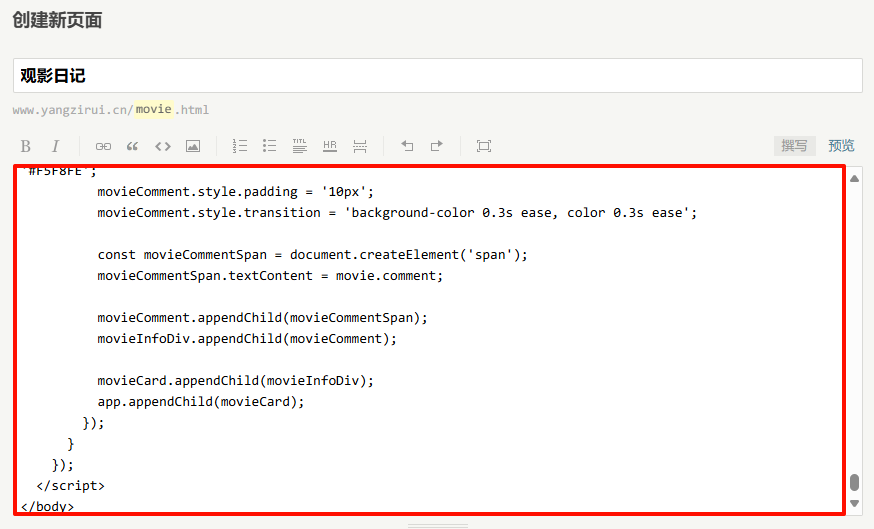 创建新页面
观影日记
www.yangzirui.cn/movie.html
B I TITL HR 撰写 预览
'#F5F8FE';
movieComment.style.padding = '10px';
movieComment.style.transition = 'background-color 0.3s ease, color 0.3s ease';
const movieCommentSpan = document.createElement('span');
movieCommentSpan.textContent = movie.comment;
movieComment.appendChild(movieCommentSpan);
movieInfoDiv.appendChild(movieComment);
movieCard.appendChild(movieInfoDiv);
app.appendChild(movieCard);
});
}
});
</script>
</body>